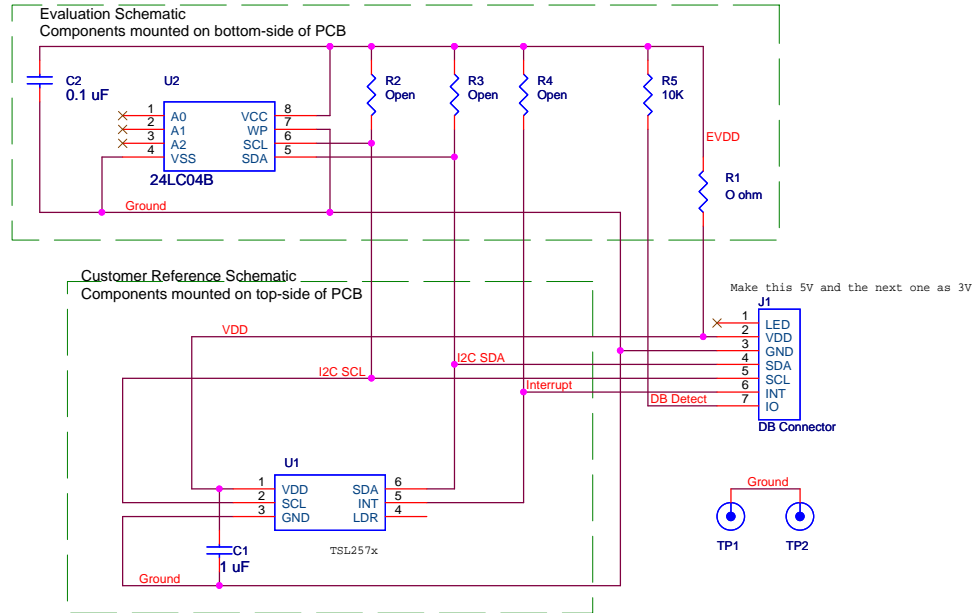 Evaluation Schematic
Components mounted on bottom-side of PCB
C2
0.1 uF
U2
1 A0
2 A1
3 A2
4 VSS
VCC 8
WP 7
SCL 6
SDA 5
24LC04B
R2
Open
R3
Open
R4
Open
R5
10K
EVDD
R1
O ohm
Ground
Customer Reference Schematic
Components mounted on top-side of PCB
Make this 5V and the next one as 3V
J1
VDD
I2C SDA
I2C SCL
Interrupt
DB Detect
1 LED
2 VDD
3 GND
4 SDA
5 SCL
6 INT
7 IO
DB Connector
U1
1 VDD
2 SCL
3 GND
SDA 6
INT 5
LDR 4
TSL257x
C1
1 uF
Ground
Ground
TP1
TP2